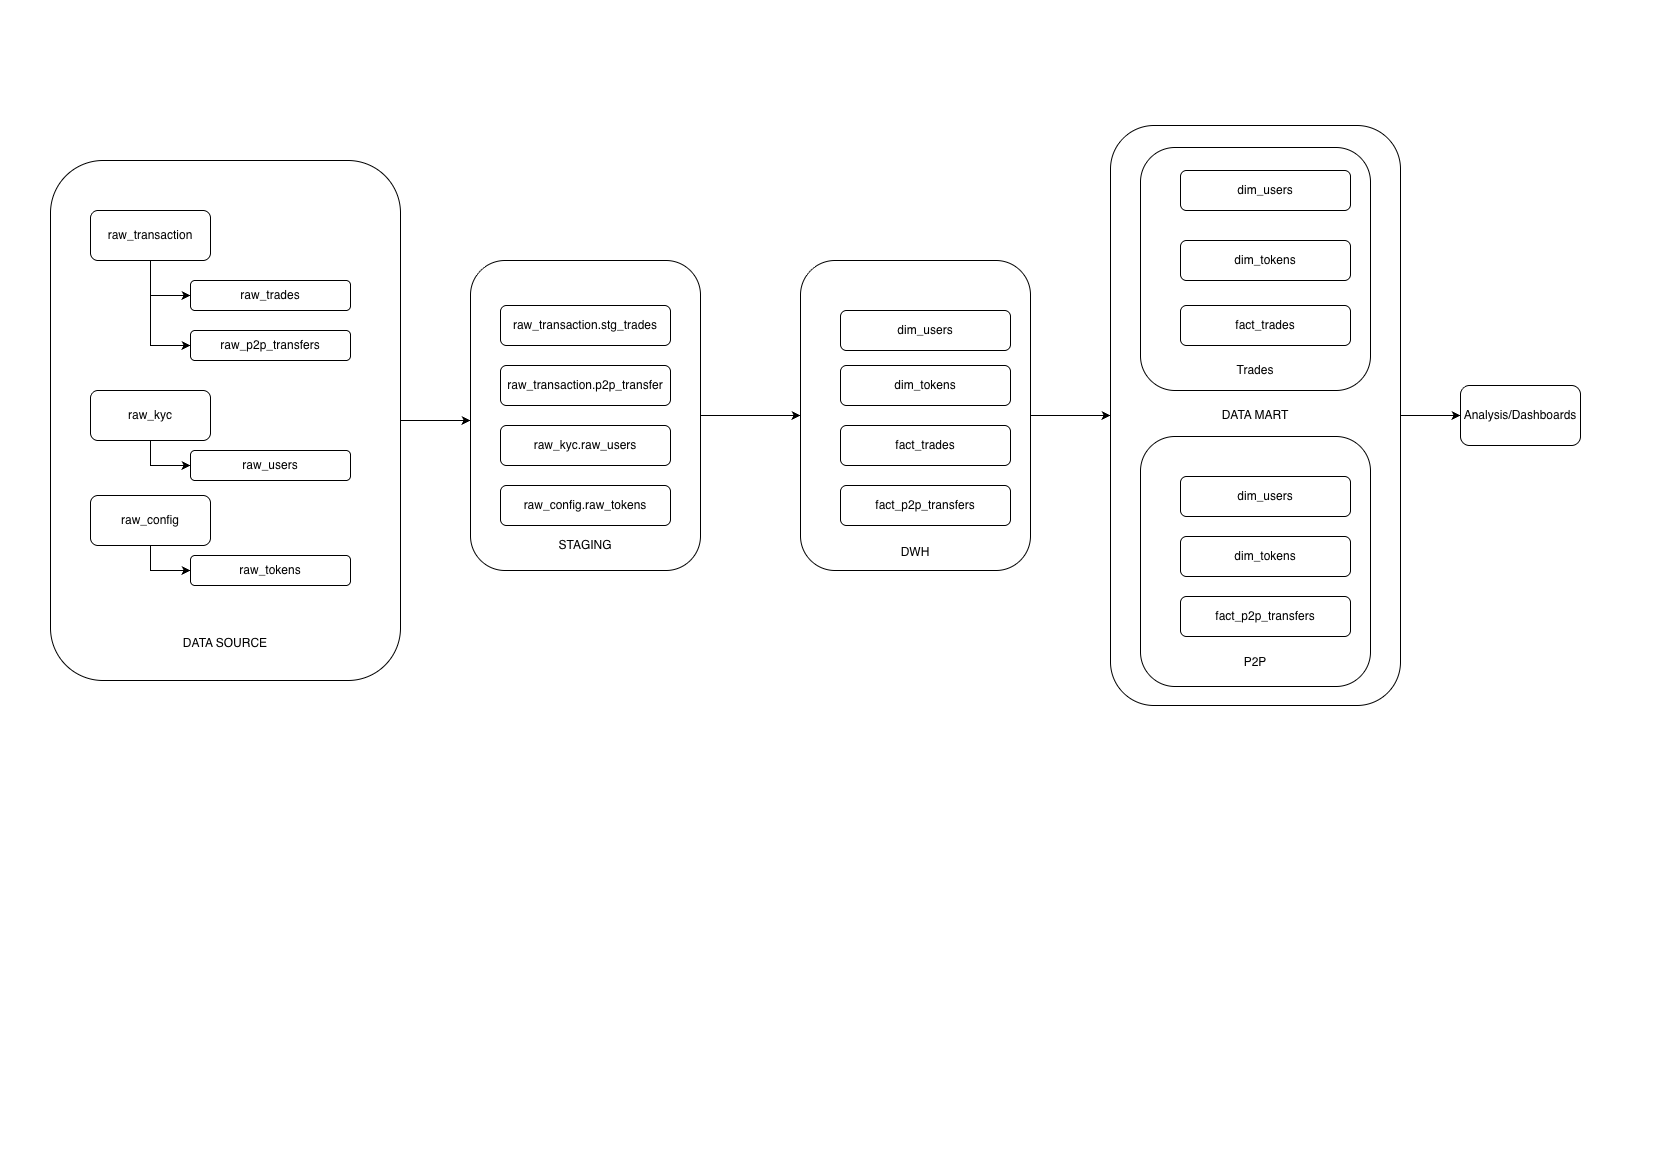 raw_transaction
raw_trades
raw_p2p_transfers
raw_kyc
raw_users
raw_config
raw_tokens
DATA SOURCE
raw_transaction.stg_trades
raw_transaction.p2p_transfer
raw_kyc.raw_users
raw_config.raw_tokens
STAGING
dim_users
dim_tokens
fact_trades
fact_p2p_transfers
DWH
dim_users
dim_tokens
fact_trades
Trades
DATA MART
dim_users
dim_tokens
fact_p2p_transfers
P2P
Analysis/Dashboards